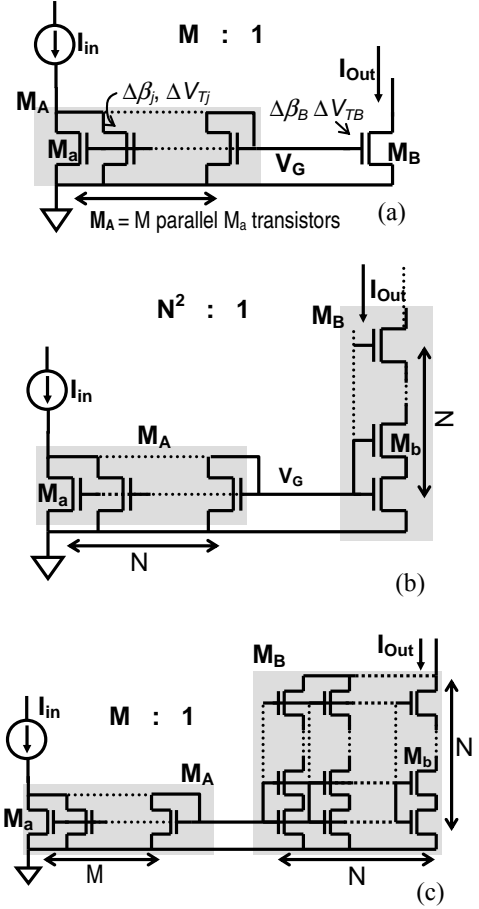 I_in
M : 1
I_Out
M_A
Δβ_j, ΔV_Tj
Δβ_B ΔV_TB
M_a
V_G
M_B
M_A = M parallel M_a transistors
(a)
N² : 1
I_Out
M_B
I_in
M_A
M_b
N
M_a
V_G
N
(b)
I_Out
M_B
I_in
M : 1
M_A
M_b
N
M_a
M
N
(c)